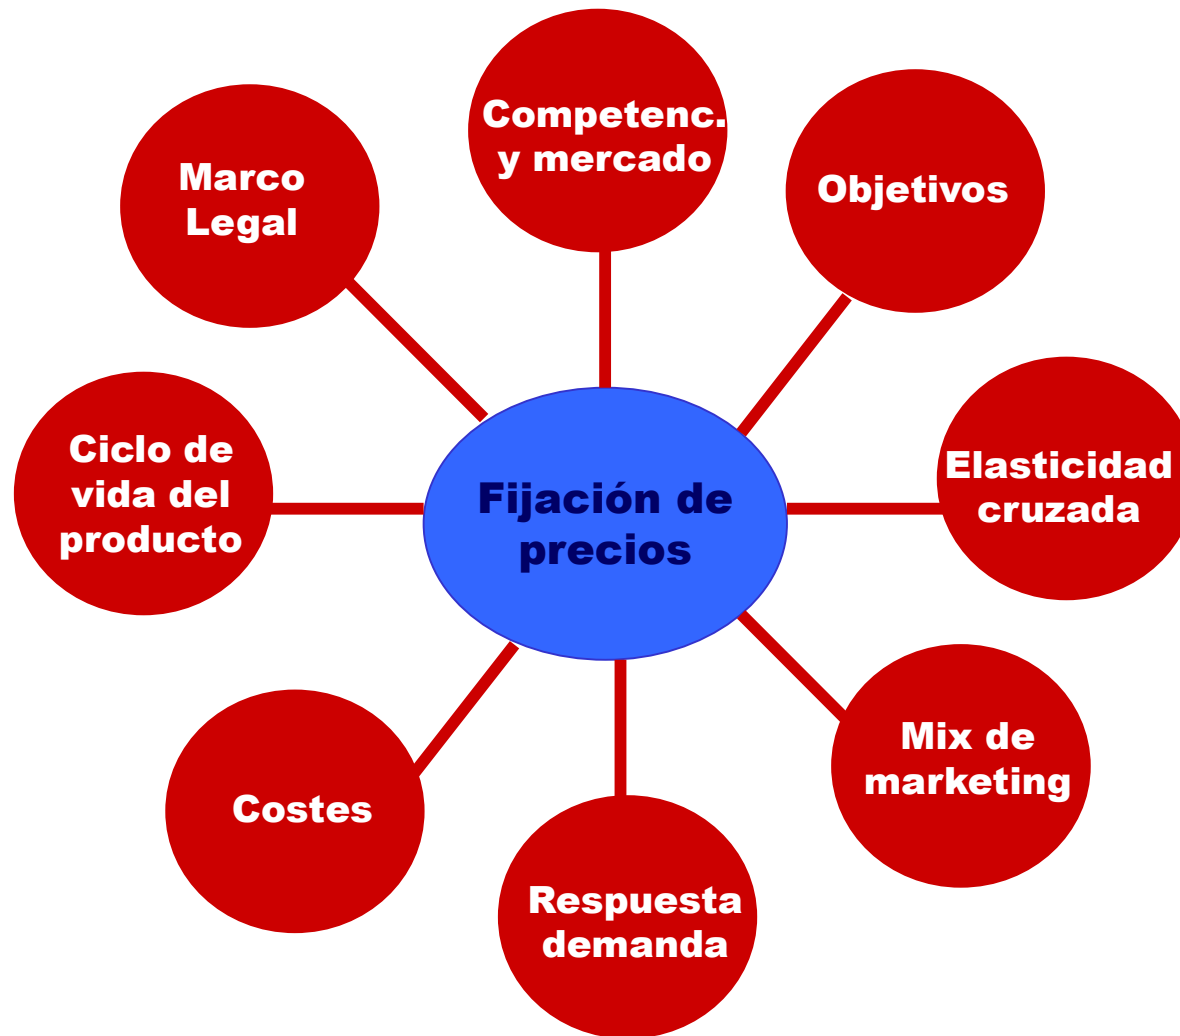 Competenc.
y mercado
Marco
Legal
Objetivos
Ciclo de
vida del
producto
Elasticidad
cruzada
Fijación de
precios
Mix de
marketing
Costes
Respuesta
demanda